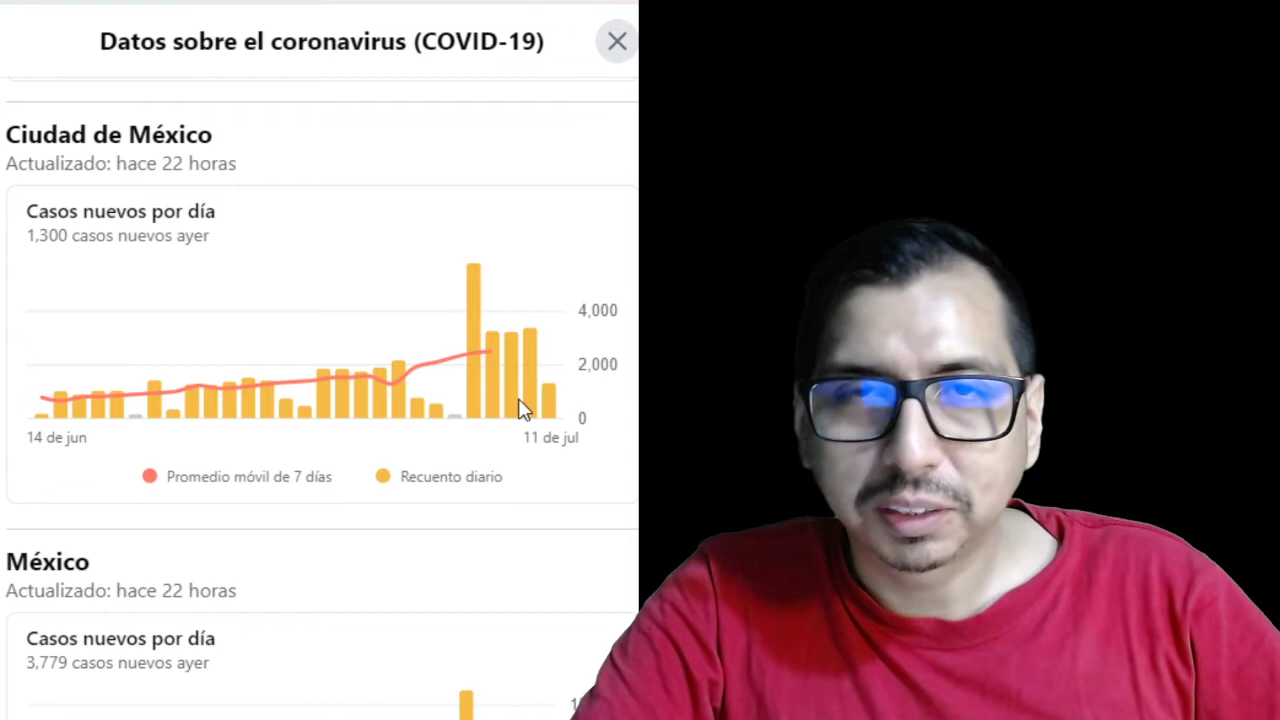 Datos sobre el coronavirus (COVID-19)
Ciudad de México
Actualizado: hace 22 horas
Casos nuevos por día
1,300 casos nuevos ayer
4,000
2,000
0
14 de jun
11 de jul
Promedio móvil de 7 días
Recuento diario
México
Actualizado: hace 22 horas
Casos nuevos por día
3,779 casos nuevos ayer